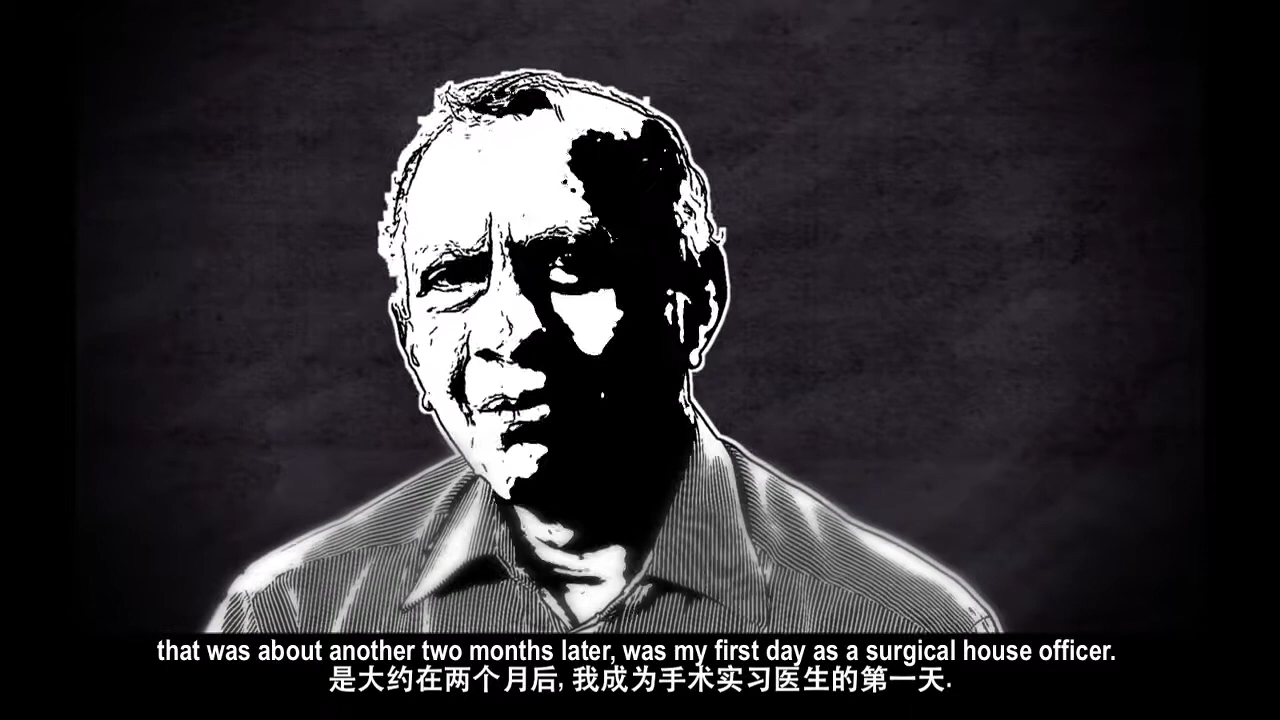 that was about another two months later, was my first day as a surgical house officer.
是大约在两个月后, 我成为手术实习医生的第一天.